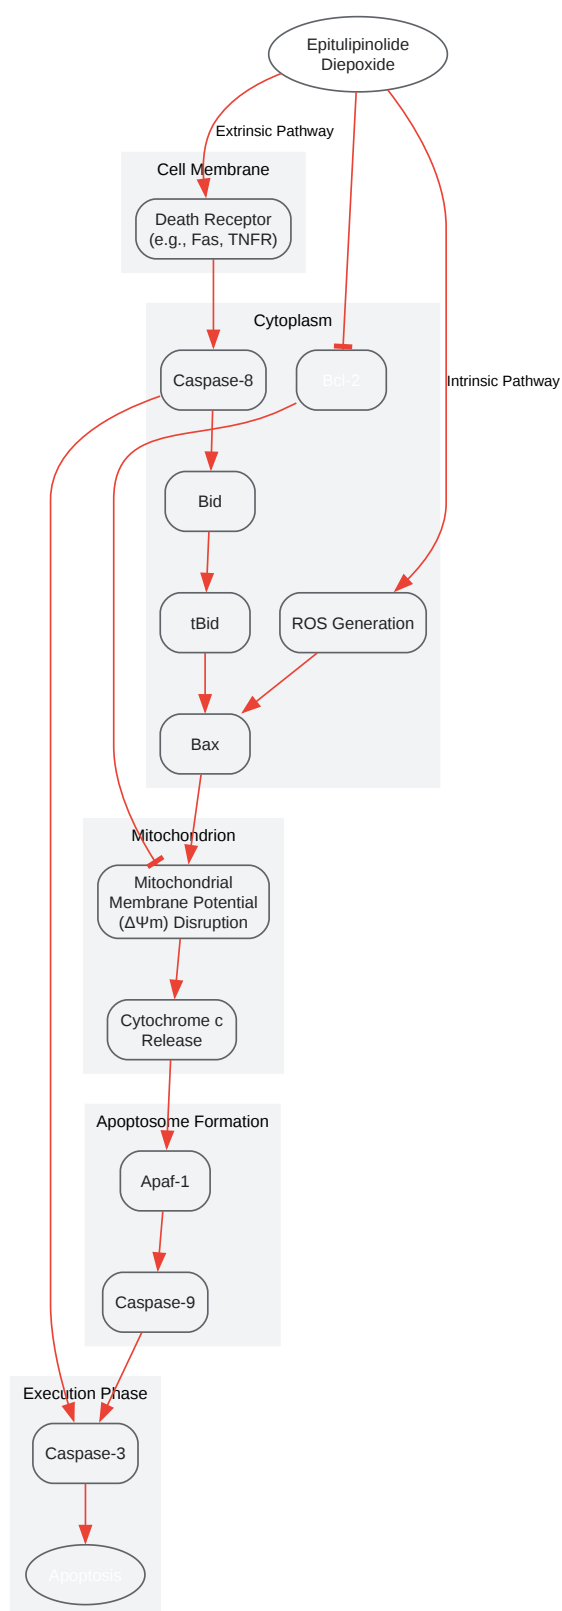 Epitulipinolide
Diepoxide
Extrinsic Pathway
Cell Membrane
Death Receptor
(e.g., Fas, TNFR)
Cytoplasm
Caspase-8
Bcl-2
Intrinsic Pathway
Bid
tBid
ROS Generation
Bax
Mitochondrion
Mitochondrial
Membrane Potential
(ΔΨm) Disruption
Cytochrome c
Release
Apoptosome Formation
Apaf-1
Caspase-9
Execution Phase
Caspase-3
Apoptosis